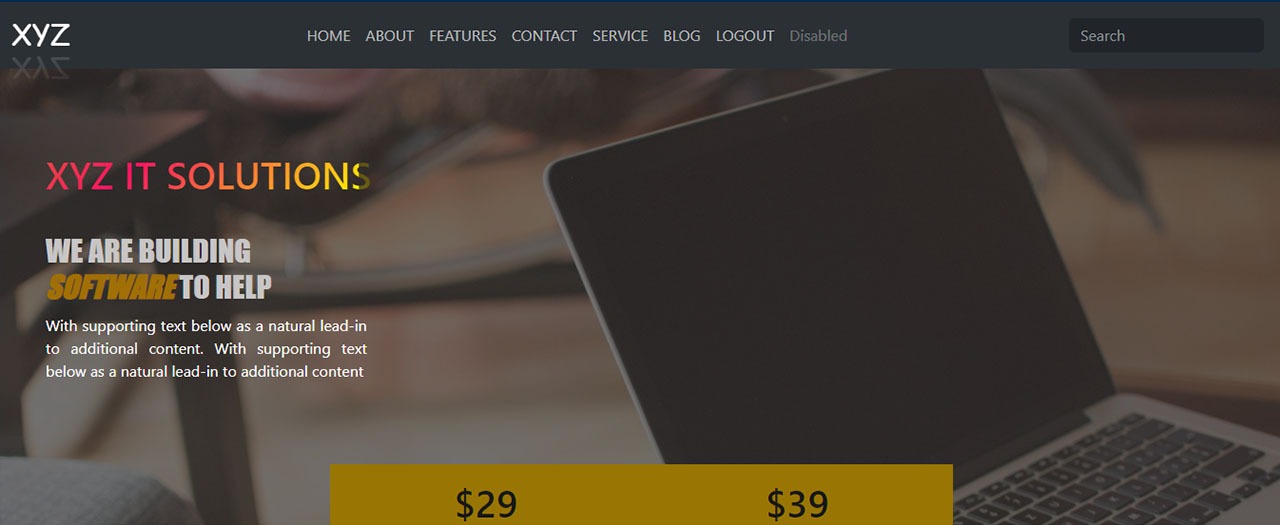 XYZ
HOME ABOUT FEATURES CONTACT SERVICE BLOG LOGOUT Disabled
Search
XYZ IT SOLUTIONS
WE ARE BUILDING
SOFTWARE TO HELP
With supporting text below as a natural lead-in
to additional content. With supporting text
below as a natural lead-in to additional content
$29 $39